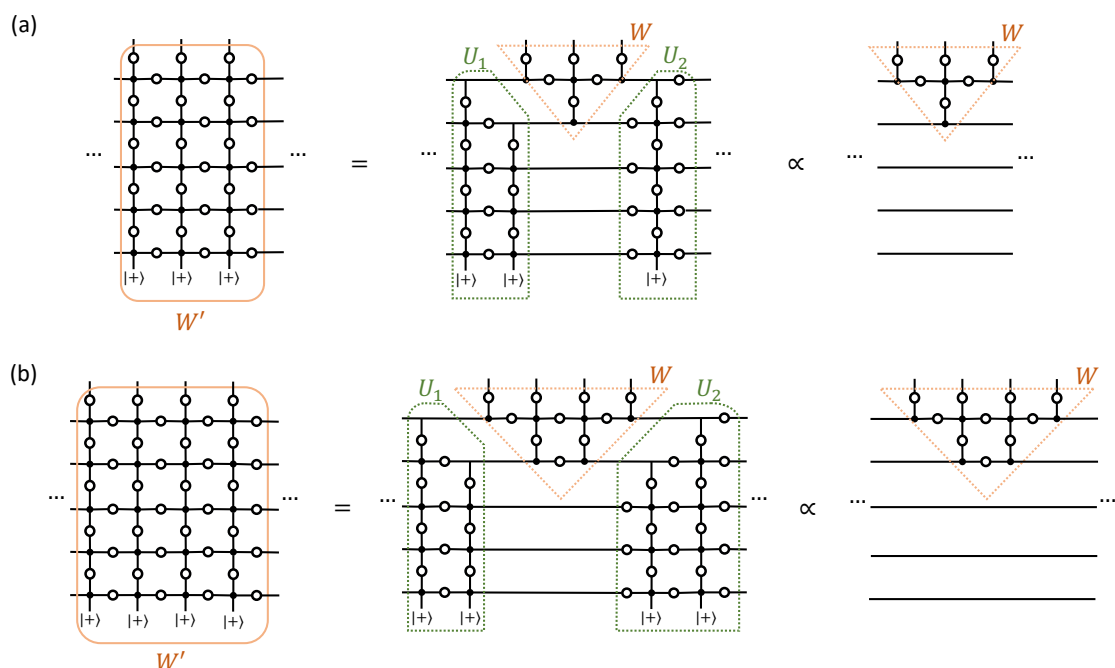 (a)
U₁
W
U₂
W
... ... = ... ... ∝ ... ...
|+⟩ |+⟩ |+⟩ |+⟩ |+⟩ |+⟩
W′
(b)
U₁
W
U₂
W
... ... = ... ... ∝ ... ...
|+⟩ |+⟩ |+⟩ |+⟩ |+⟩ |+⟩ |+⟩ |+⟩
W′